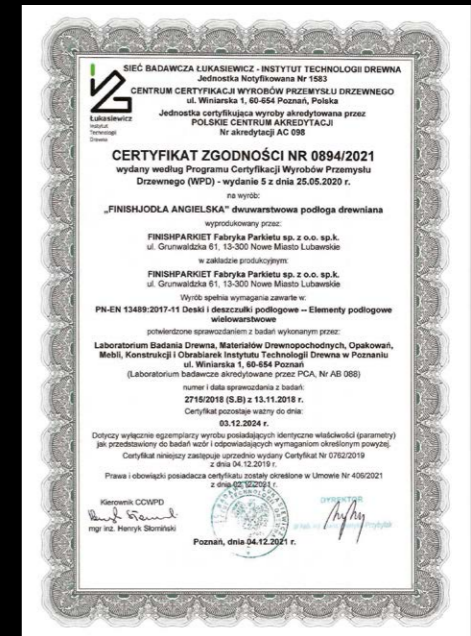 SIEĆ BADAWCZA ŁUKASIEWICZ - INSTYTUT TECHNOLOGII DREWNA
Jednostka Notyfikowana Nr 1583
CENTRUM CERTYFIKACJI WYROBÓW PRZEMYSŁU DRZEWNEGO
ul. Winiarska 1, 60-654 Poznań, Polska
Jednostka certyfikująca wyroby akredytowana przez
POLSKIE CENTRUM AKREDYTACJI
Nr akredytacji AC 098
Łukasiewicz
Instytut
Technologii
Drewna
CERTYFIKAT ZGODNOŚCI NR 0894/2021
wydany według Programu Certyfikacji Wyrobów Przemysłu
Drzewnego (WPD) - wydanie 5 z dnia 25.05.2020 r.
na wyrób:
„FINISHJODŁA ANGIELSKA" dwuwarstwowa podłoga drewniana
wyprodukowany przez:
FINISHPARKIET Fabryka Parkietu sp. z o.o. sp.k.
ul. Grunwaldzka 61, 13-300 Nowe Miasto Lubawskie
w zakładzie produkcyjnym:
FINISHPARKIET Fabryka Parkietu sp. z o.o. sp.k.
ul. Grunwaldzka 61, 13-300 Nowe Miasto Lubawskie
Wyrób spełnia wymagania zawarte w:
PN-EN 13489:2017-11 Deski i deszczułki podłogowe -- Elementy podłogowe
wielowarstwowe
potwierdzone sprawozdaniem z badań wykonanym przez:
Laboratorium Badania Drewna, Materiałów Drewnopochodnych, Opakowań,
Mebli, Konstrukcji i Obrabiarek Instytutu Technologii Drewna w Poznaniu
ul. Winiarska 1, 60-654 Poznań
(Laboratorium badawcze akredytowane przez PCA, Nr AB 088)
numer i data sprawozdania z badań:
2715/2018 (S.B) z 13.11.2018 r.
Certyfikat pozostaje ważny do dnia:
03.12.2024 r.
Dotyczy wyłącznie egzemplarzy wyrobu posiadających identyczne właściwości (parametry)
jak przedstawiony do badań wzór i odpowiadających wymaganiom określonym powyżej.
Certyfikat niniejszy zastępuje uprzednio wydany Certyfikat Nr 0762/2019
z dnia 04.12.2019 r.
Prawa i obowiązki posiadacza certyfikatu zostały określone w Umowie Nr 406/2021
z dnia 02.12.2021 r.
Kierownik CCWPD
mgr inż. Henryk Słomiński
DYREKTOR
Poznań, dnia 04.12.2021 r.